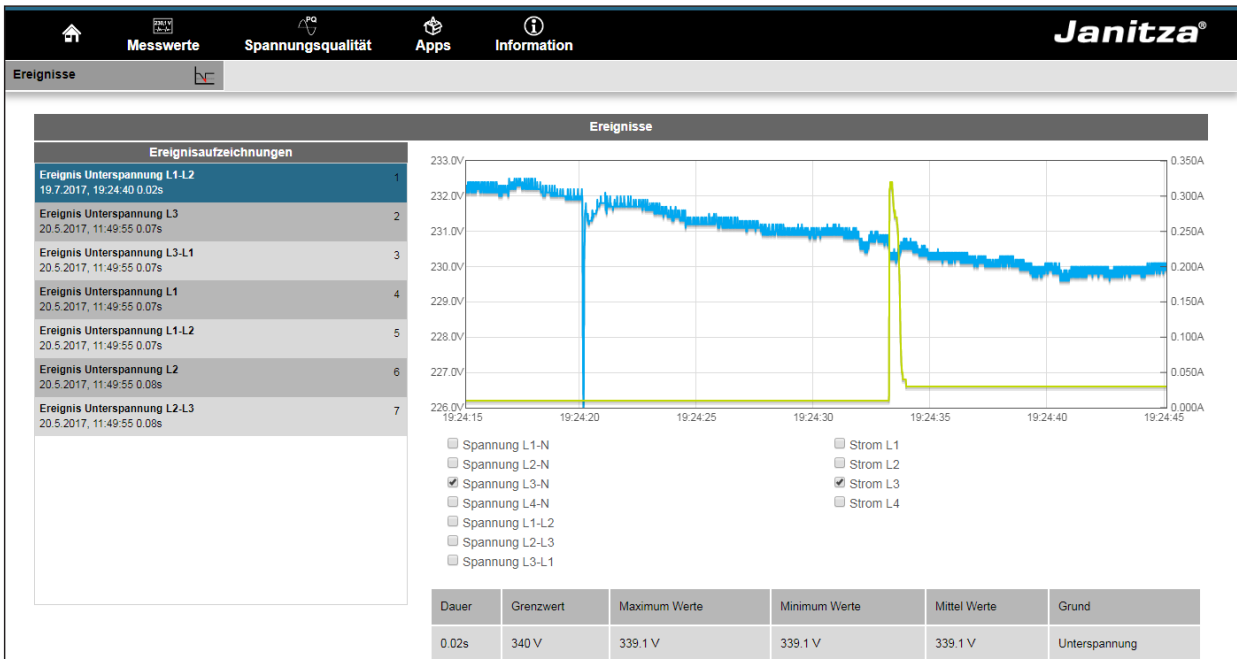 230,1 V
PQ
Messwerte
Spannungsqualität
Apps
Information
Janitza®
Ereignisse
Ereignisse
Ereignisaufzeichnungen
Ereignis Unterspannung L1-L2
19.7.2017, 19:24:40 0.02s
1
Ereignis Unterspannung L3
20.5.2017, 11:49:55 0.07s
2
Ereignis Unterspannung L3-L1
20.5.2017, 11:49:55 0.07s
3
Ereignis Unterspannung L1
20.5.2017, 11:49:55 0.07s
4
Ereignis Unterspannung L1-L2
20.5.2017, 11:49:55 0.07s
5
Ereignis Unterspannung L2
20.5.2017, 11:49:55 0.08s
6
Ereignis Unterspannung L2-L3
20.5.2017, 11:49:55 0.08s
7
233.0V 0.350A
232.0V 0.300A
231.0V 0.250A
230.0V 0.200A
229.0V 0.150A
228.0V 0.100A
227.0V 0.050A
226.0V 0.000A
19:24:15 19:24:20 19:24:25 19:24:30 19:24:35 19:24:40 19:24:45
Spannung L1-N
Spannung L2-N
Spannung L3-N
Spannung L4-N
Spannung L1-L2
Spannung L2-L3
Spannung L3-L1
Strom L1
Strom L2
Strom L3
Strom L4
Dauer Grenzwert Maximum Werte Minimum Werte Mittel Werte Grund
0.02s 340 V 339.1 V 339.1 V 339.1 V Unterspannung